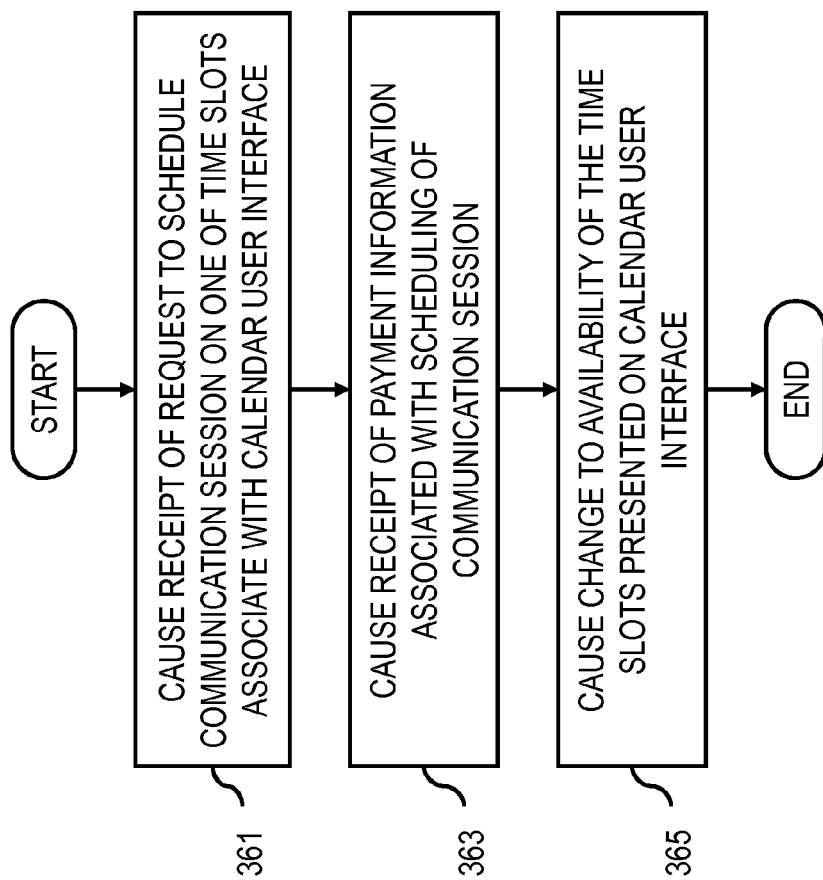 START
CAUSE RECEIPT OF REQUEST TO SCHEDULE
COMMUNICATION SESSION ON ONE OF TIME SLOTS
ASSOCIATE WITH CALENDAR USER INTERFACE
361
CAUSE RECEIPT OF PAYMENT INFORMATION
ASSOCIATED WITH SCHEDULING OF
COMMUNICATION SESSION
363
CAUSE CHANGE TO AVAILABILITY OF THE TIME
SLOTS PRESENTED ON CALENDAR USER
INTERFACE
365
END